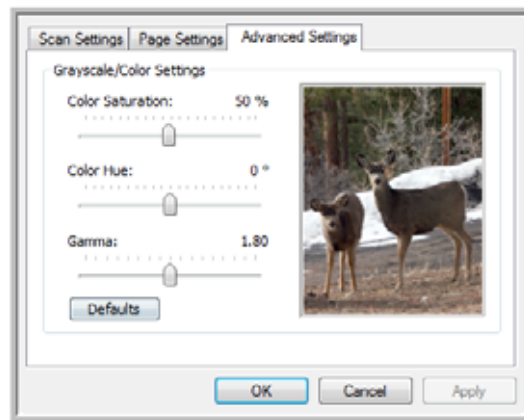 Scan Settings Page Settings Advanced Settings
Grayscale/Color Settings
Color Saturation: 50 %
Color Hue: 0 °
Gamma: 1.80
Defaults
OK Cancel Apply